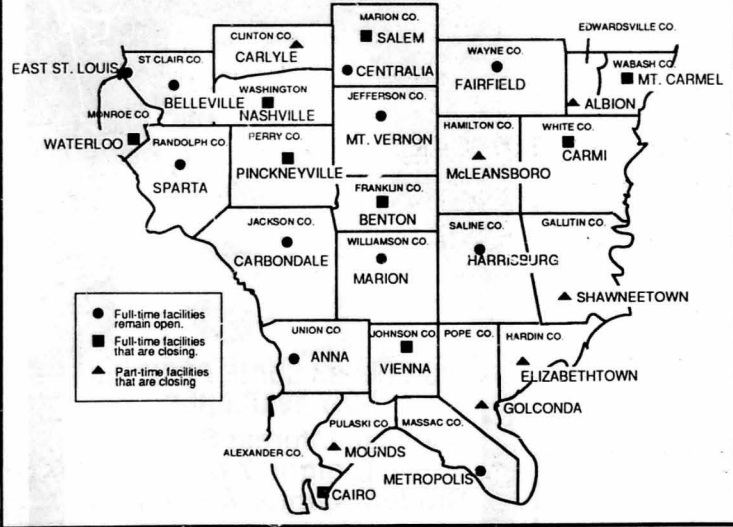 MARION CO.
SALEM
CENTRALIA
CLINTON CO.
CARLYLE
EDWARDSVILLE CO.
WAYNE CO.
FAIRFIELD
WABASH CO.
MT. CARMEL
ALBION
EAST ST. LOUIS
ST CLAIR CO.
BELLEVILLE
WASHINGTON
NASHVILLE
JEFFERSON CO.
MT. VERNON
MONROE CO.
WATERLOO
RANDOLPH CO.
SPARTA
PERRY CO.
PINCKNEYVILLE
HAMILTON CO.
McLEANSBORO
WHITE CO.
CARMI
FRANKLIN CO.
BENTON
JACKSON CO.
CARBONDALE
WILLIAMSON CO.
MARION
SALINE CO.
HARRISBURG
GALLUTIN CO.
SHAWNEETOWN
Full-time facilities
remain open.
Full-time facilities
that are closing.
Part-time facilities
that are closing
UNION CO
ANNA
JOHNSON CO.
VIENNA
POPE CO.
GOLCONDA
HARDIN CO.
ELIZABETHTOWN
ALEXANDER CO.
CAIRO
PULASKI CO.
MOUNDS
MASSAC CO.
METROPOLIS